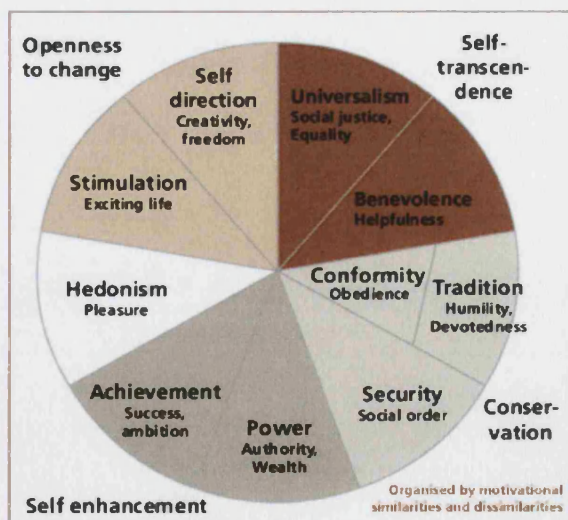 Openness
to change
Self-
transcen-
dence
Self
direction
Creativity,
freedom
Universalism
Social justice,
Equality
Stimulation
Exciting life
Benevolence
Helpfulness
Hedonism
Pleasure
Conformity
Obedience
Tradition
Humility,
Devotedness
Achievement
Success,
ambition
Power
Authority,
Wealth
Security
Social order
Conser-
vation
Self enhancement
Organised by motivational
similarities and dissimilarities